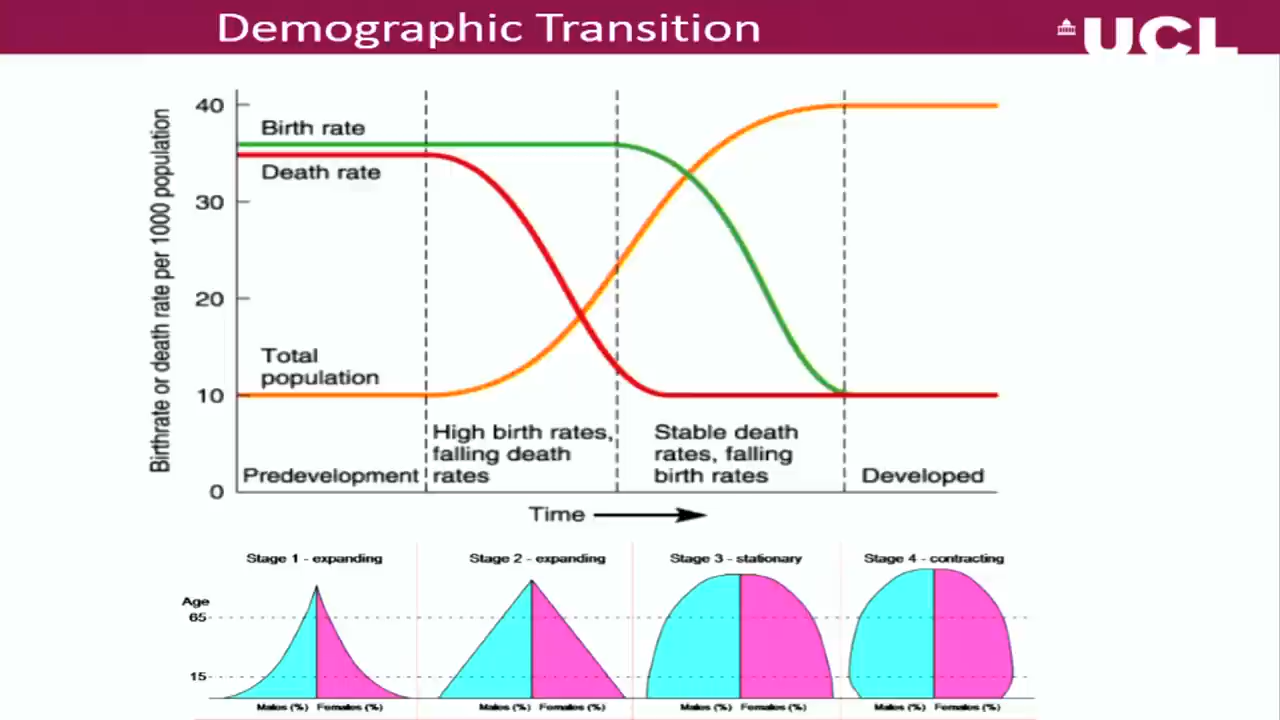 Demographic Transition
UCL
Birthrate or death rate per 1000 population
40
30
20
10
0
Birth rate
Death rate
Total
population
Predevelopment
High birth rates,
falling death
rates
Stable death
rates, falling
birth rates
Developed
Time
Stage 1 - expanding
Stage 2 - expanding
Stage 3 - stationary
Stage 4 - contracting
Age
65
15
Males (%) Females (%)
Males (%) Females (%)
Males (%) Females (%)
Males (%) Females (%)